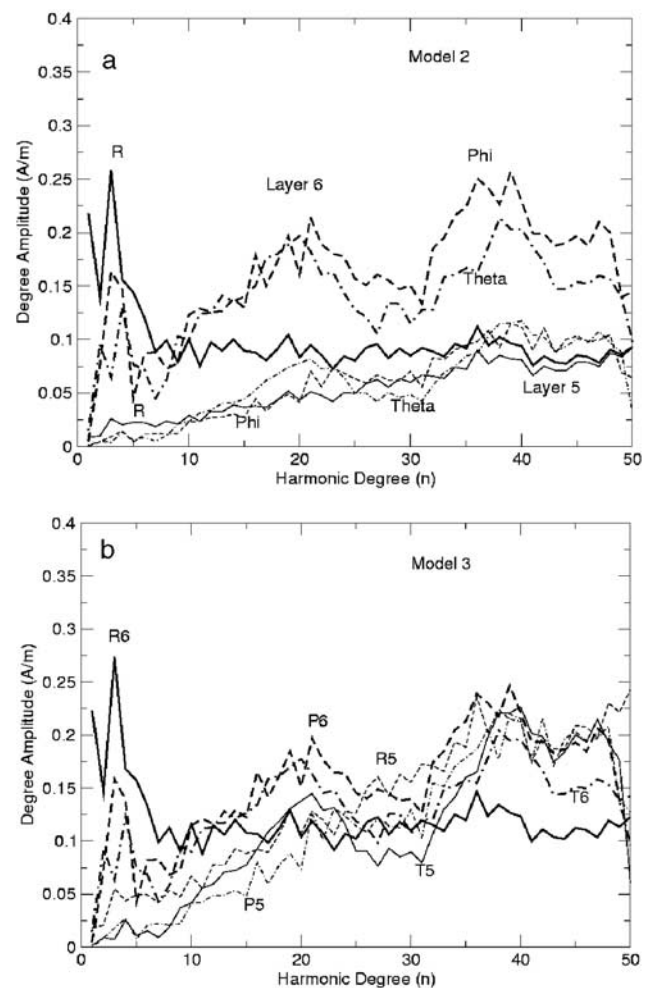 0.4
a
Model 2
0.35
0.3
R
Phi
0.25
Layer 6
0.2
Theta
0.15
0.1
R
Theta
Layer 5
0.05
Phi
0
0 10 20 30 40 50
Degree Amplitude (A/m)
Harmonic Degree (n)
0.4
b
Model 3
0.35
0.3
R6
0.25
P6
0.2
R5
0.15
T6
0.1
T5
0.05
P5
0
0 10 20 30 40 50
Degree Amplitude (A/m)
Harmonic Degree (n)